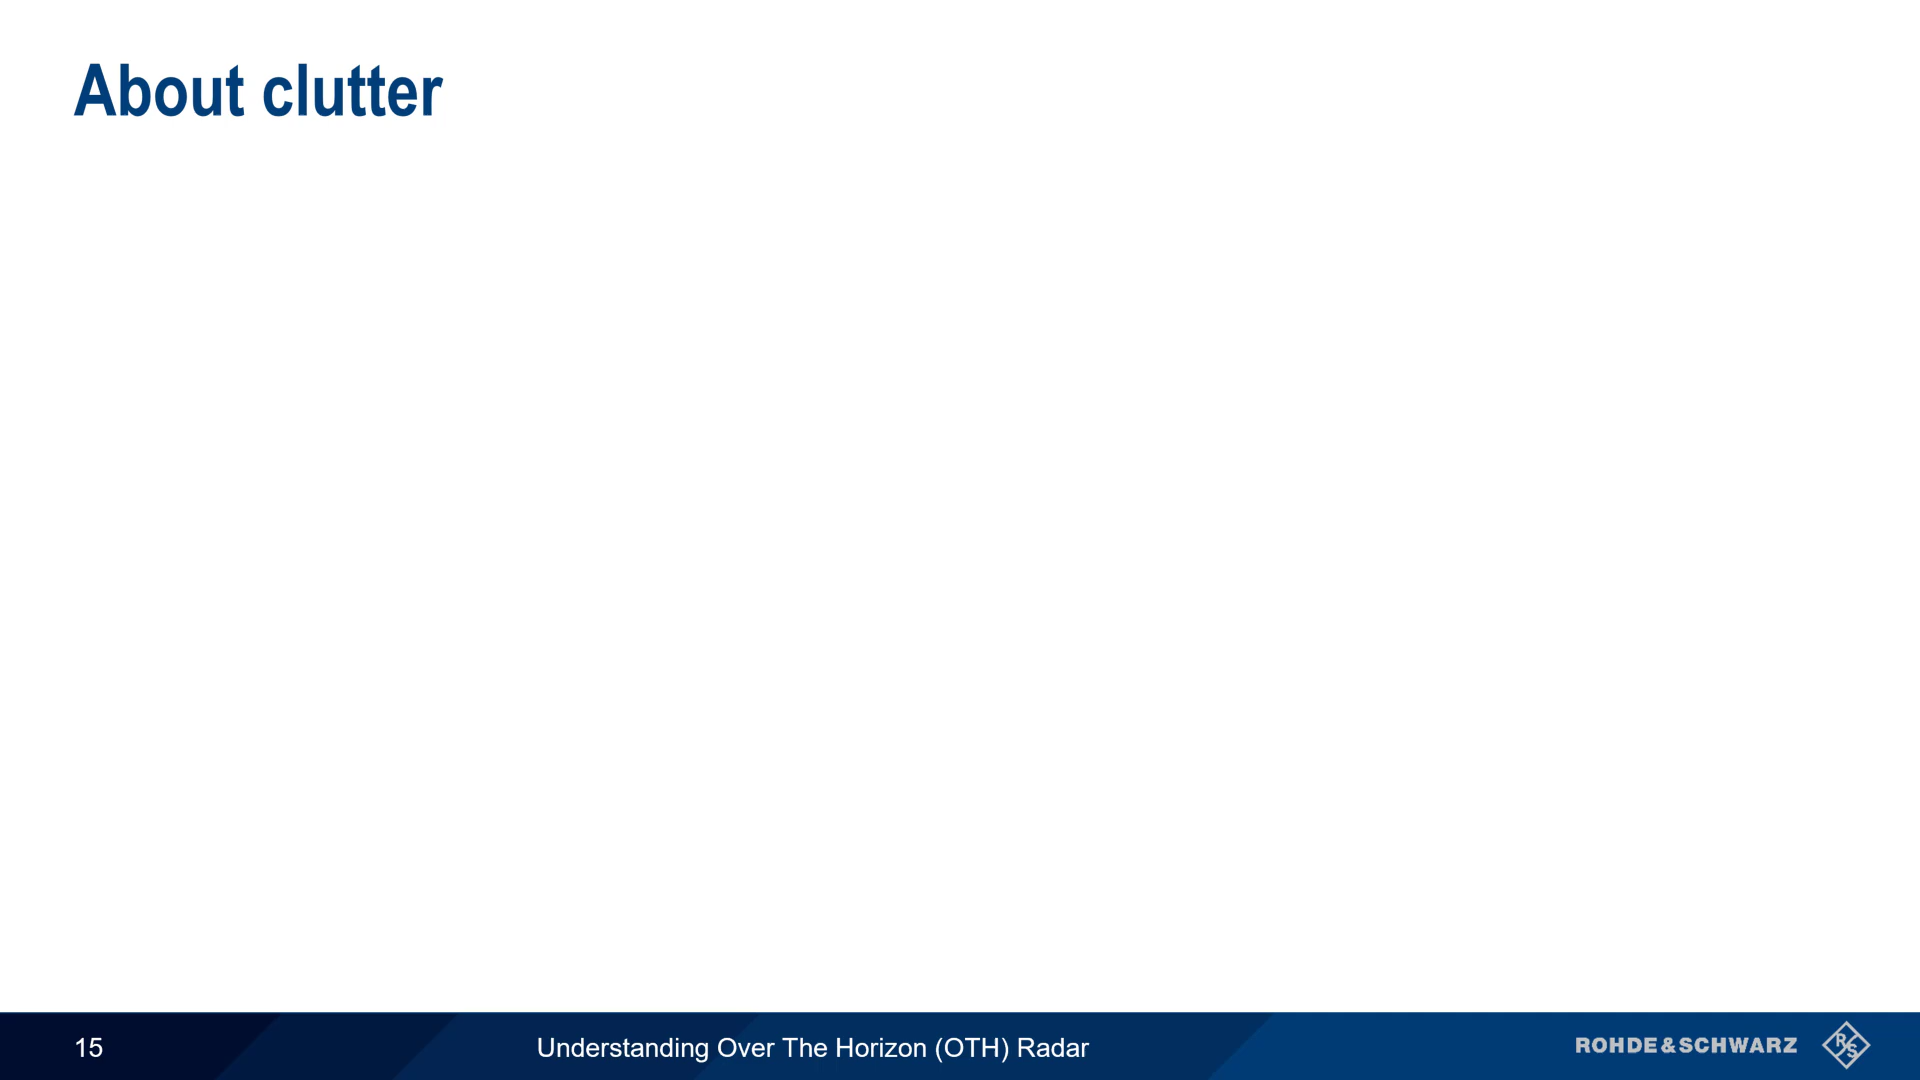 About clutter
15
Understanding Over The Horizon (OTH) Radar
ROHDE&SCHWARZ
R
S